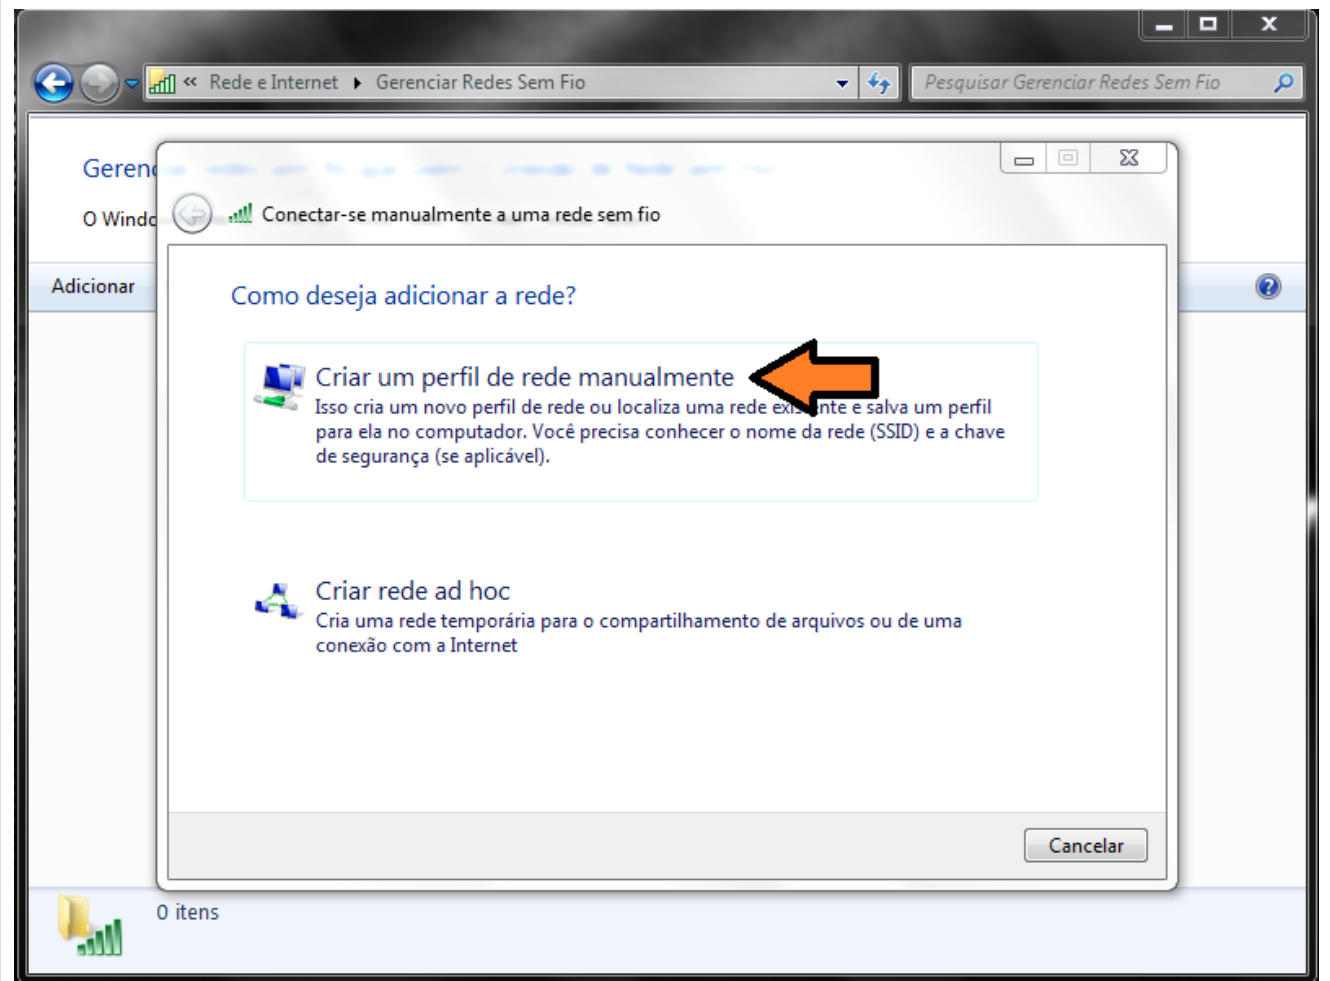 « Rede e Internet ▸ Gerenciar Redes Sem Fio
Pesquisar Gerenciar Redes Sem Fio
Geren
O Windo
Conectar-se manualmente a uma rede sem fio
Adicionar
Como deseja adicionar a rede?
Criar um perfil de rede manualmente
Isso cria um novo perfil de rede ou localiza uma rede existente e salva um perfil
para ela no computador. Você precisa conhecer o nome da rede (SSID) e a chave
de segurança (se aplicável).
Criar rede ad hoc
Cria uma rede temporária para o compartilhamento de arquivos ou de uma
conexão com a Internet
Cancelar
0 itens